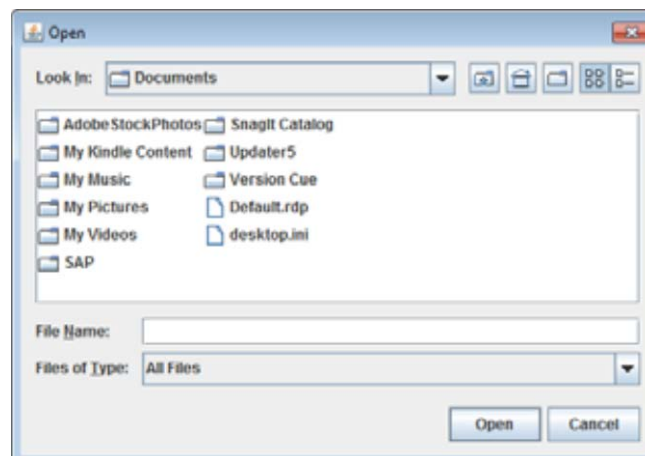 Open
Look In: Documents
AdobeStockPhotos SnagIt Catalog
My Kindle Content Updater5
My Music Version Cue
My Pictures Default.rdp
My Videos desktop.ini
SAP
File Name:
Files of Type: All Files
Open Cancel